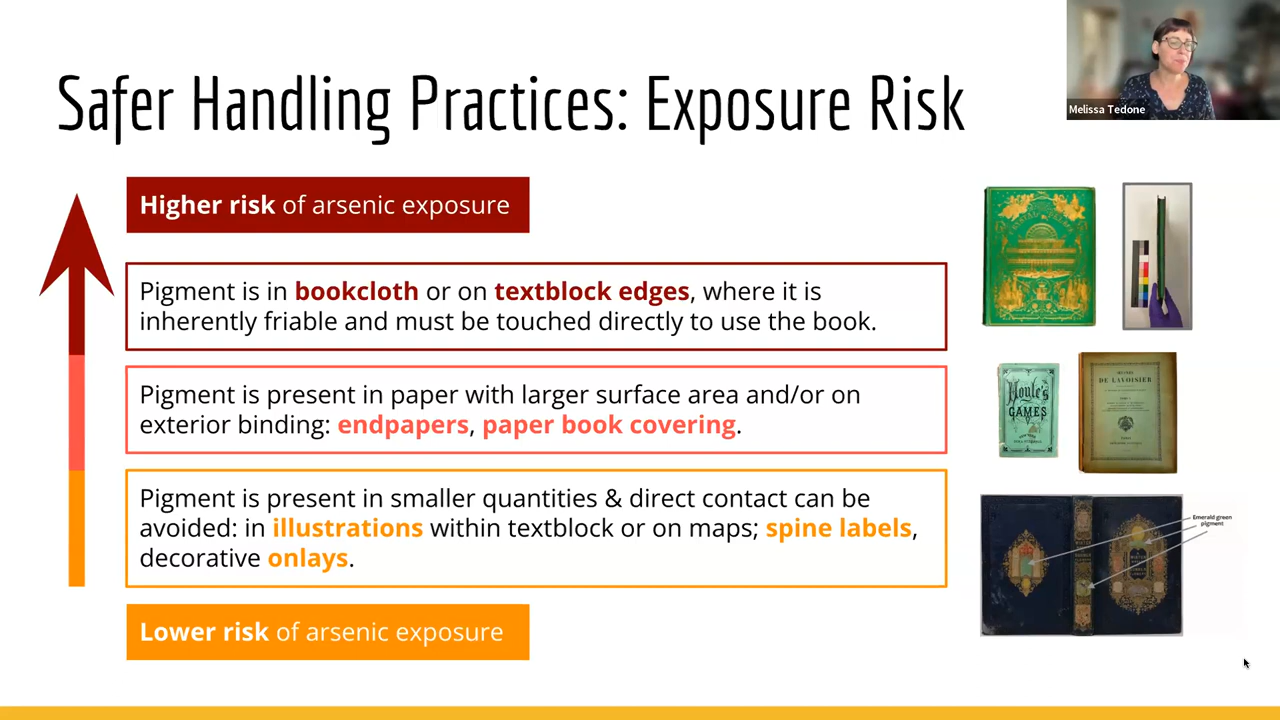 Safer Handling Practices: Exposure Risk
Melissa Tedone
Higher risk of arsenic exposure
Pigment is in bookcloth or on textblock edges, where it is
inherently friable and must be touched directly to use the book.
Pigment is present in paper with larger surface area and/or on
exterior binding: endpapers, paper book covering.
Pigment is present in smaller quantities & direct contact can be
avoided: in illustrations within textblock or on maps; spine labels,
decorative onlays.
Lower risk of arsenic exposure
Hoyle's
GAMES
DE LAVOISIER
Emerald green
pigment